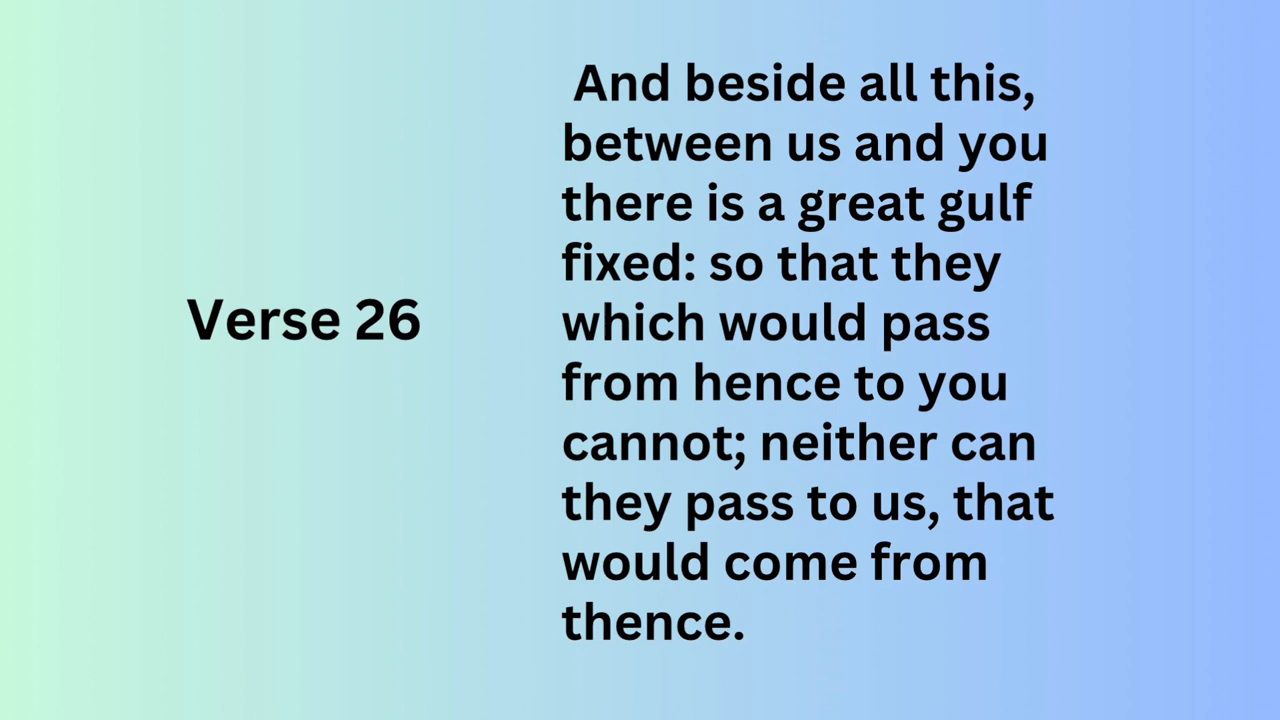 Verse 26
And beside all this,
between us and you
there is a great gulf
fixed: so that they
which would pass
from hence to you
cannot; neither can
they pass to us, that
would come from
thence.